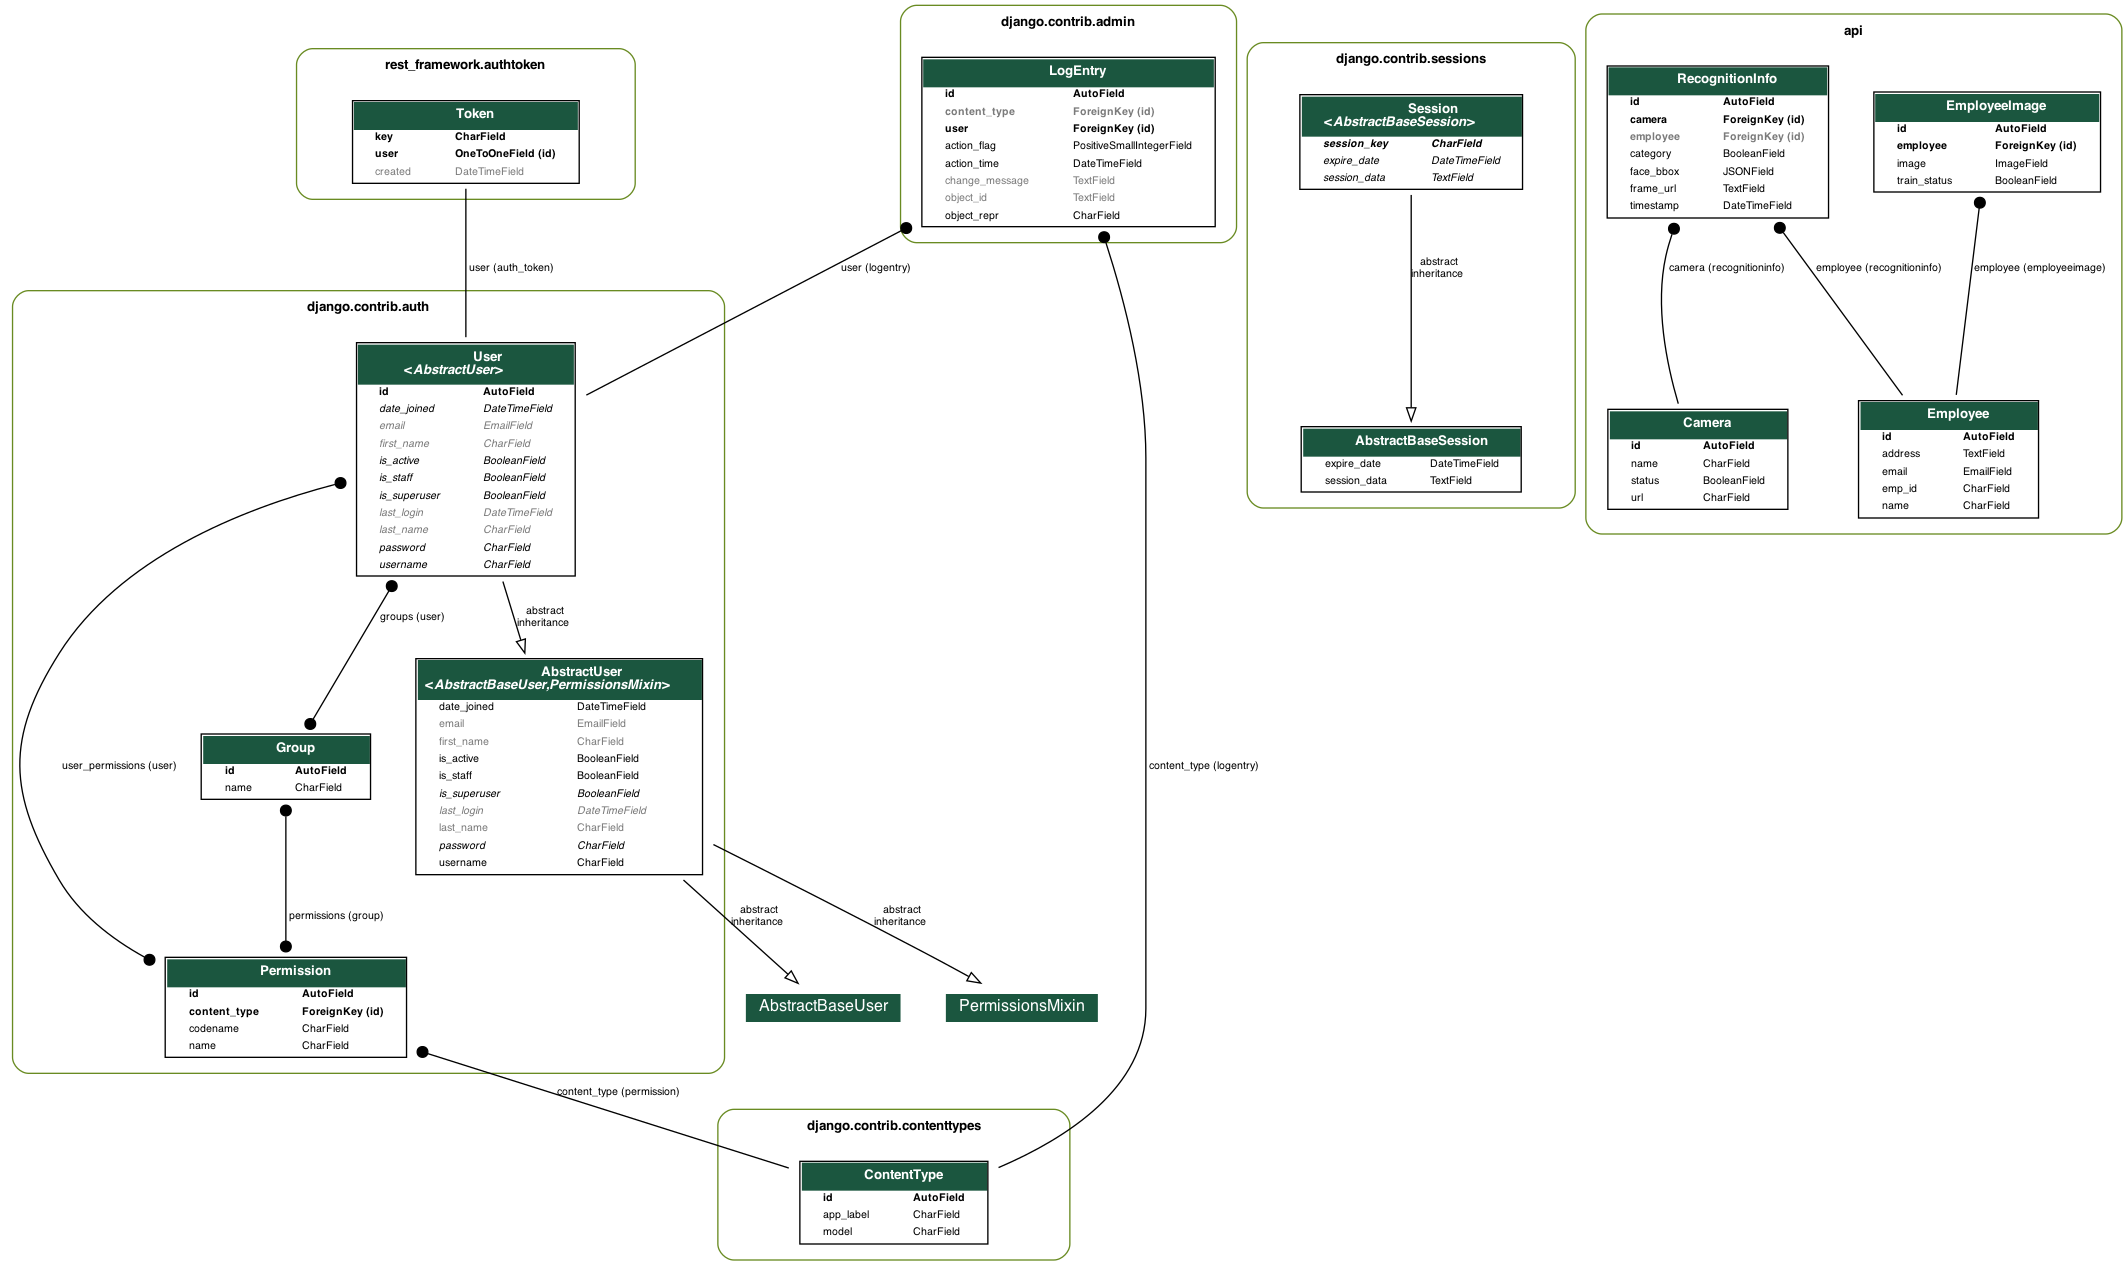 rest_framework.authtoken
Token
key CharField
user OneToOneField (id)
created DateTimeField
django.contrib.admin
LogEntry
id AutoField
content_type ForeignKey (id)
user ForeignKey (id)
action_flag PositiveSmallIntegerField
action_time DateTimeField
change_message TextField
object_id TextField
object_repr CharField
django.contrib.sessions
Session
<AbstractBaseSession>
session_key CharField
expire_date DateTimeField
session_data TextField
abstract
inheritance
AbstractBaseSession
expire_date DateTimeField
session_data TextField
api
RecognitionInfo
id AutoField
camera ForeignKey (id)
employee ForeignKey (id)
category BooleanField
face_bbox JSONField
frame_url TextField
timestamp DateTimeField
EmployeeImage
id AutoField
employee ForeignKey (id)
image ImageField
train_status BooleanField
camera (recognitioninfo)
employee (recognitioninfo)
employee (employeeimage)
Camera
id AutoField
name CharField
status BooleanField
url CharField
Employee
id AutoField
address TextField
email EmailField
emp_id CharField
name CharField
user (auth_token)
user (logentry)
django.contrib.auth
User
<AbstractUser>
id AutoField
date_joined DateTimeField
email EmailField
first_name CharField
is_active BooleanField
is_staff BooleanField
is_superuser BooleanField
last_login DateTimeField
last_name CharField
password CharField
username CharField
groups (user)
abstract
inheritance
AbstractUser
<AbstractBaseUser,PermissionsMixin>
date_joined DateTimeField
email EmailField
first_name CharField
is_active BooleanField
is_staff BooleanField
is_superuser BooleanField
last_login DateTimeField
last_name CharField
password CharField
username CharField
user_permissions (user)
Group
id AutoField
name CharField
permissions (group)
Permission
id AutoField
content_type ForeignKey (id)
codename CharField
name CharField
abstract
inheritance
abstract
inheritance
AbstractBaseUser
PermissionsMixin
content_type (logentry)
content_type (permission)
django.contrib.contenttypes
ContentType
id AutoField
app_label CharField
model CharField